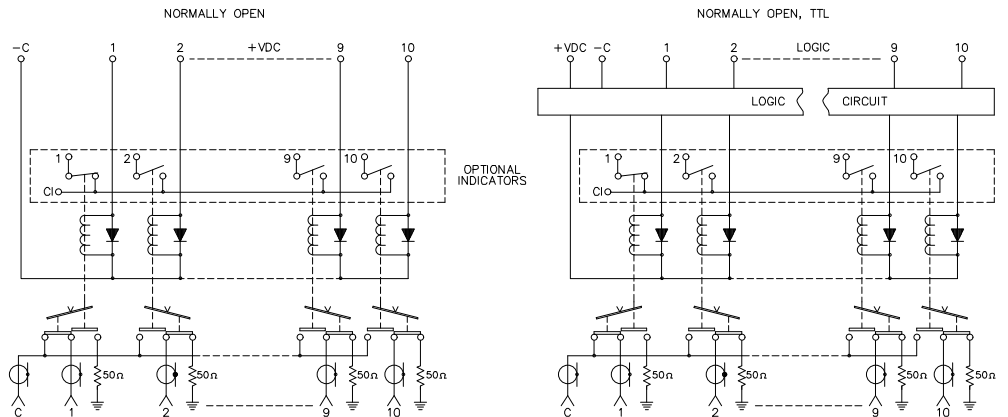 NORMALLY OPEN
NORMALLY OPEN, TTL
-C 1 2 +VDC 9 10
+VDC -C 1 2 LOGIC 9 10
LOGIC CIRCUIT
1 2 9 10
CI
OPTIONAL
INDICATORS
1 2 9 10
CI
50Ω 50Ω 50Ω 50Ω
50Ω 50Ω 50Ω 50Ω
C 1 2 9 10
C 1 2 9 10